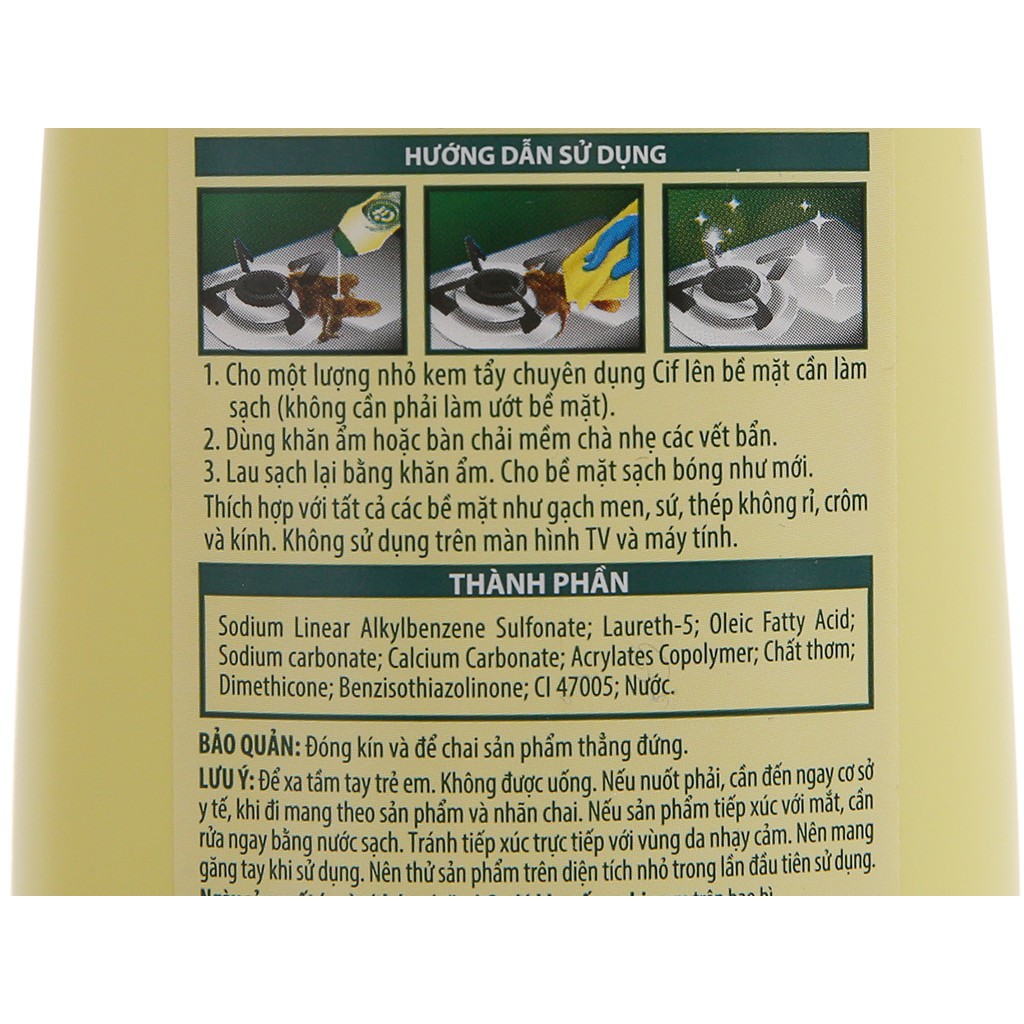 HƯỚNG DẪN SỬ DỤNG
1. Cho một lượng nhỏ kem tẩy chuyên dụng Cif lên bề mặt cần làm
sạch (không cần phải làm ướt bề mặt).
2. Dùng khăn ẩm hoặc bàn chải mềm chà nhẹ các vết bẩn.
3. Lau sạch lại bằng khăn ẩm. Cho bề mặt sạch bóng như mới.
Thích hợp với tất cả các bề mặt như gạch men, sứ, thép không rỉ, crôm
và kính. Không sử dụng trên màn hình TV và máy tính.
THÀNH PHẦN
Sodium Linear Alkylbenzene Sulfonate; Laureth-5; Oleic Fatty Acid;
Sodium carbonate; Calcium Carbonate; Acrylates Copolymer; Chất thơm;
Dimethicone; Benzisothiazolinone; CI 47005; Nước.
BẢO QUẢN: Đóng kín và để chai sản phẩm thẳng đứng.
LƯU Ý: Để xa tầm tay trẻ em. Không được uống. Nếu nuốt phải, cần đến ngay cơ sở
y tế, khi đi mang theo sản phẩm và nhãn chai. Nếu sản phẩm tiếp xúc với mắt, cần
rửa ngay bằng nước sạch. Tránh tiếp xúc trực tiếp với vùng da nhạy cảm. Nên mang
găng tay khi sử dụng. Nên thử sản phẩm trên diện tích nhỏ trong lần đầu tiên sử dụng.